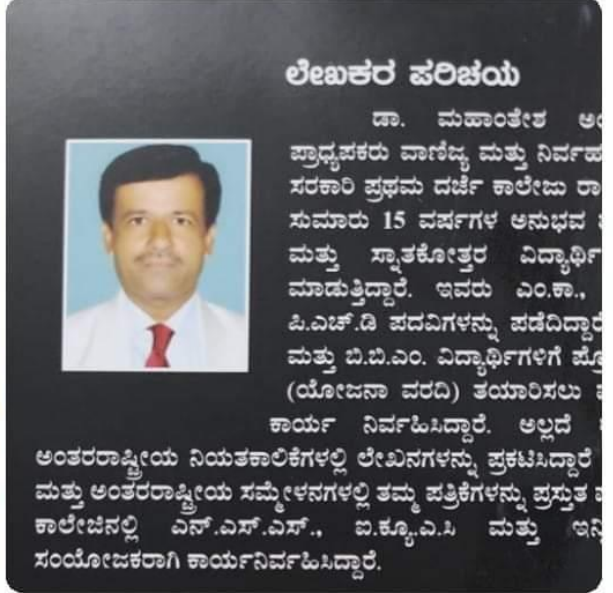 ಲೇಖಕರ ಪರಿಚಯ
ಡಾ. ಮಹಾಂತೇಶ
ಪ್ರಾಧ್ಯಪಕರು ವಾಣಿಜ್ಯ ಮತ್ತು
ಸರಕಾರಿ ಪ್ರಥಮ ದರ್ಜೆ ಕಾಲೇಜು
ಸುಮಾರು 15 ವರ್ಷಗಳ ಅನುಭವ
ಮತ್ತು ಸ್ನಾತಕೋತ್ತರ
ಮಾಡುತ್ತಿದ್ದಾರೆ. ಇವರು ಎಂ.ಕಾ.,
ಪಿ.ಎಚ್.ಡಿ ಪದವಿಗಳನ್ನು ಪಡೆದಿದ್ದಾರೆ
ಮತ್ತು ಬಿ.ಬಿ.ಎಂ. ವಿದ್ಯಾರ್ಥಿಗಳಿಗೆ
(ಯೋಜನಾ ವರದಿ) ತಯಾರಿಸಲು
ಕಾರ್ಯ ನಿರ್ವಹಿಸಿದ್ದಾರೆ. ಅಲ್ಲದೆ
ಅಂತರರಾಷ್ಟ್ರೀಯ ನಿಯತಕಾಲಿಕೆಗಳಲ್ಲಿ ಲೇಖನಗಳನ್ನು ಪ್ರಕಟಿಸಿದ್ದಾರೆ
ಮತ್ತು ಅಂತರರಾಷ್ಟ್ರೀಯ ಸಮ್ಮೇಳನಗಳಲ್ಲಿ ತಮ್ಮ ಪತ್ರಿಕೆಗಳನ್ನು ಪ್ರಸ್ತುತ
ಕಾಲೇಜಿನಲ್ಲಿ ಎನ್.ಎಸ್.ಎಸ್., ಐ.ಕ್ಯೂ.ಎ.ಸಿ ಮತ್ತು
ಸಂಯೋಜಕರಾಗಿ ಕಾರ್ಯನಿರ್ವಹಿಸಿದ್ದಾರೆ.